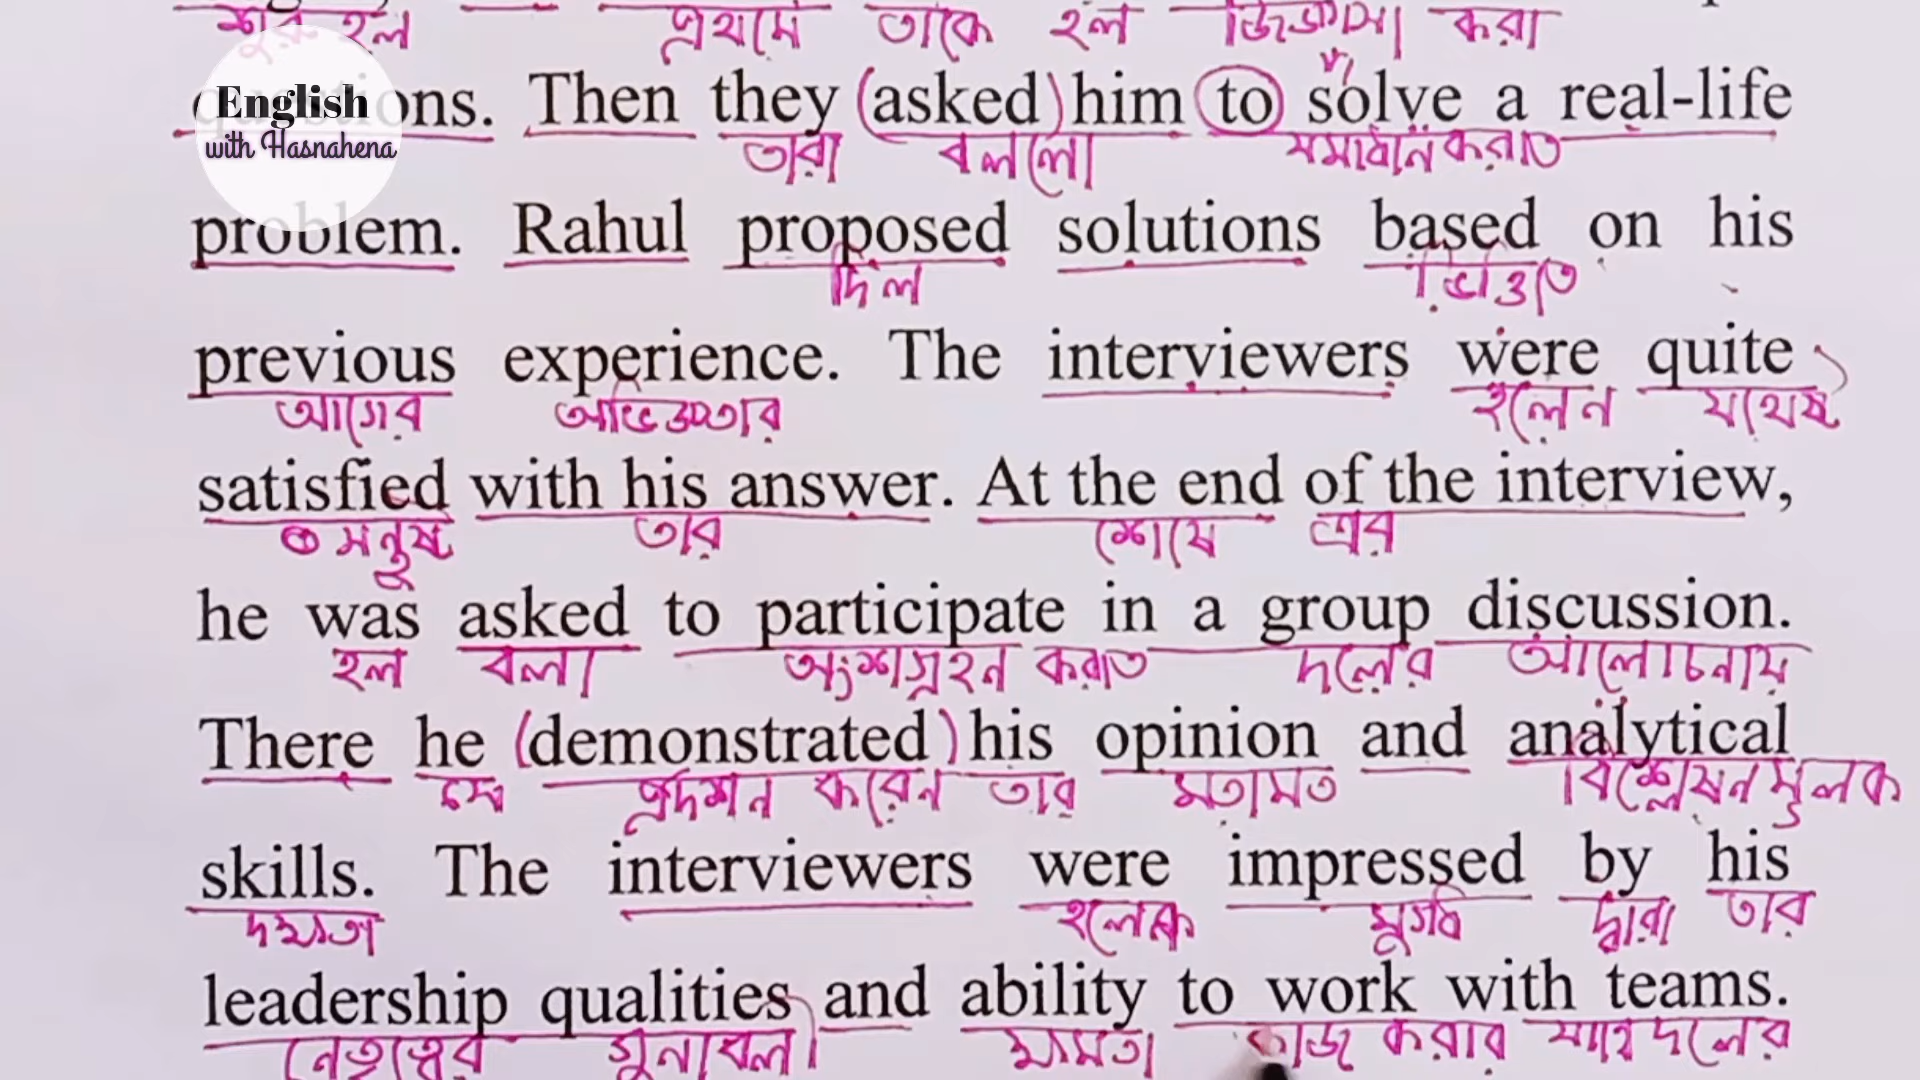 শুরু হল প্রথমে তাকে হল জিজ্ঞাসা করা
English
with Hasnahena
questions. Then they (asked) him to solve a real-life
তারা বললো সমাধান করতে
problem. Rahul proposed solutions based on his
দিল ভিত্তিতে
previous experience. The interviewers were quite
আগের অভিজ্ঞতার হলেন যথেষ্ট
satisfied with his answer. At the end of the interview,
সন্তুষ্ট তার শেষে এর
he was asked to participate in a group discussion.
হল বলা অংশগ্রহন করতে দলের আলোচনায়
There he (demonstrated) his opinion and analytical
সে প্রদর্শন করেন তার মতামত বিশ্লেষনমূলক
skills. The interviewers were impressed by his
দক্ষতা হলেন মুগ্ধ দ্বারা তার
leadership qualities and ability to work with teams.
নেতৃত্বের গুনাবলী ক্ষমতা কাজ করার সাথে দলের